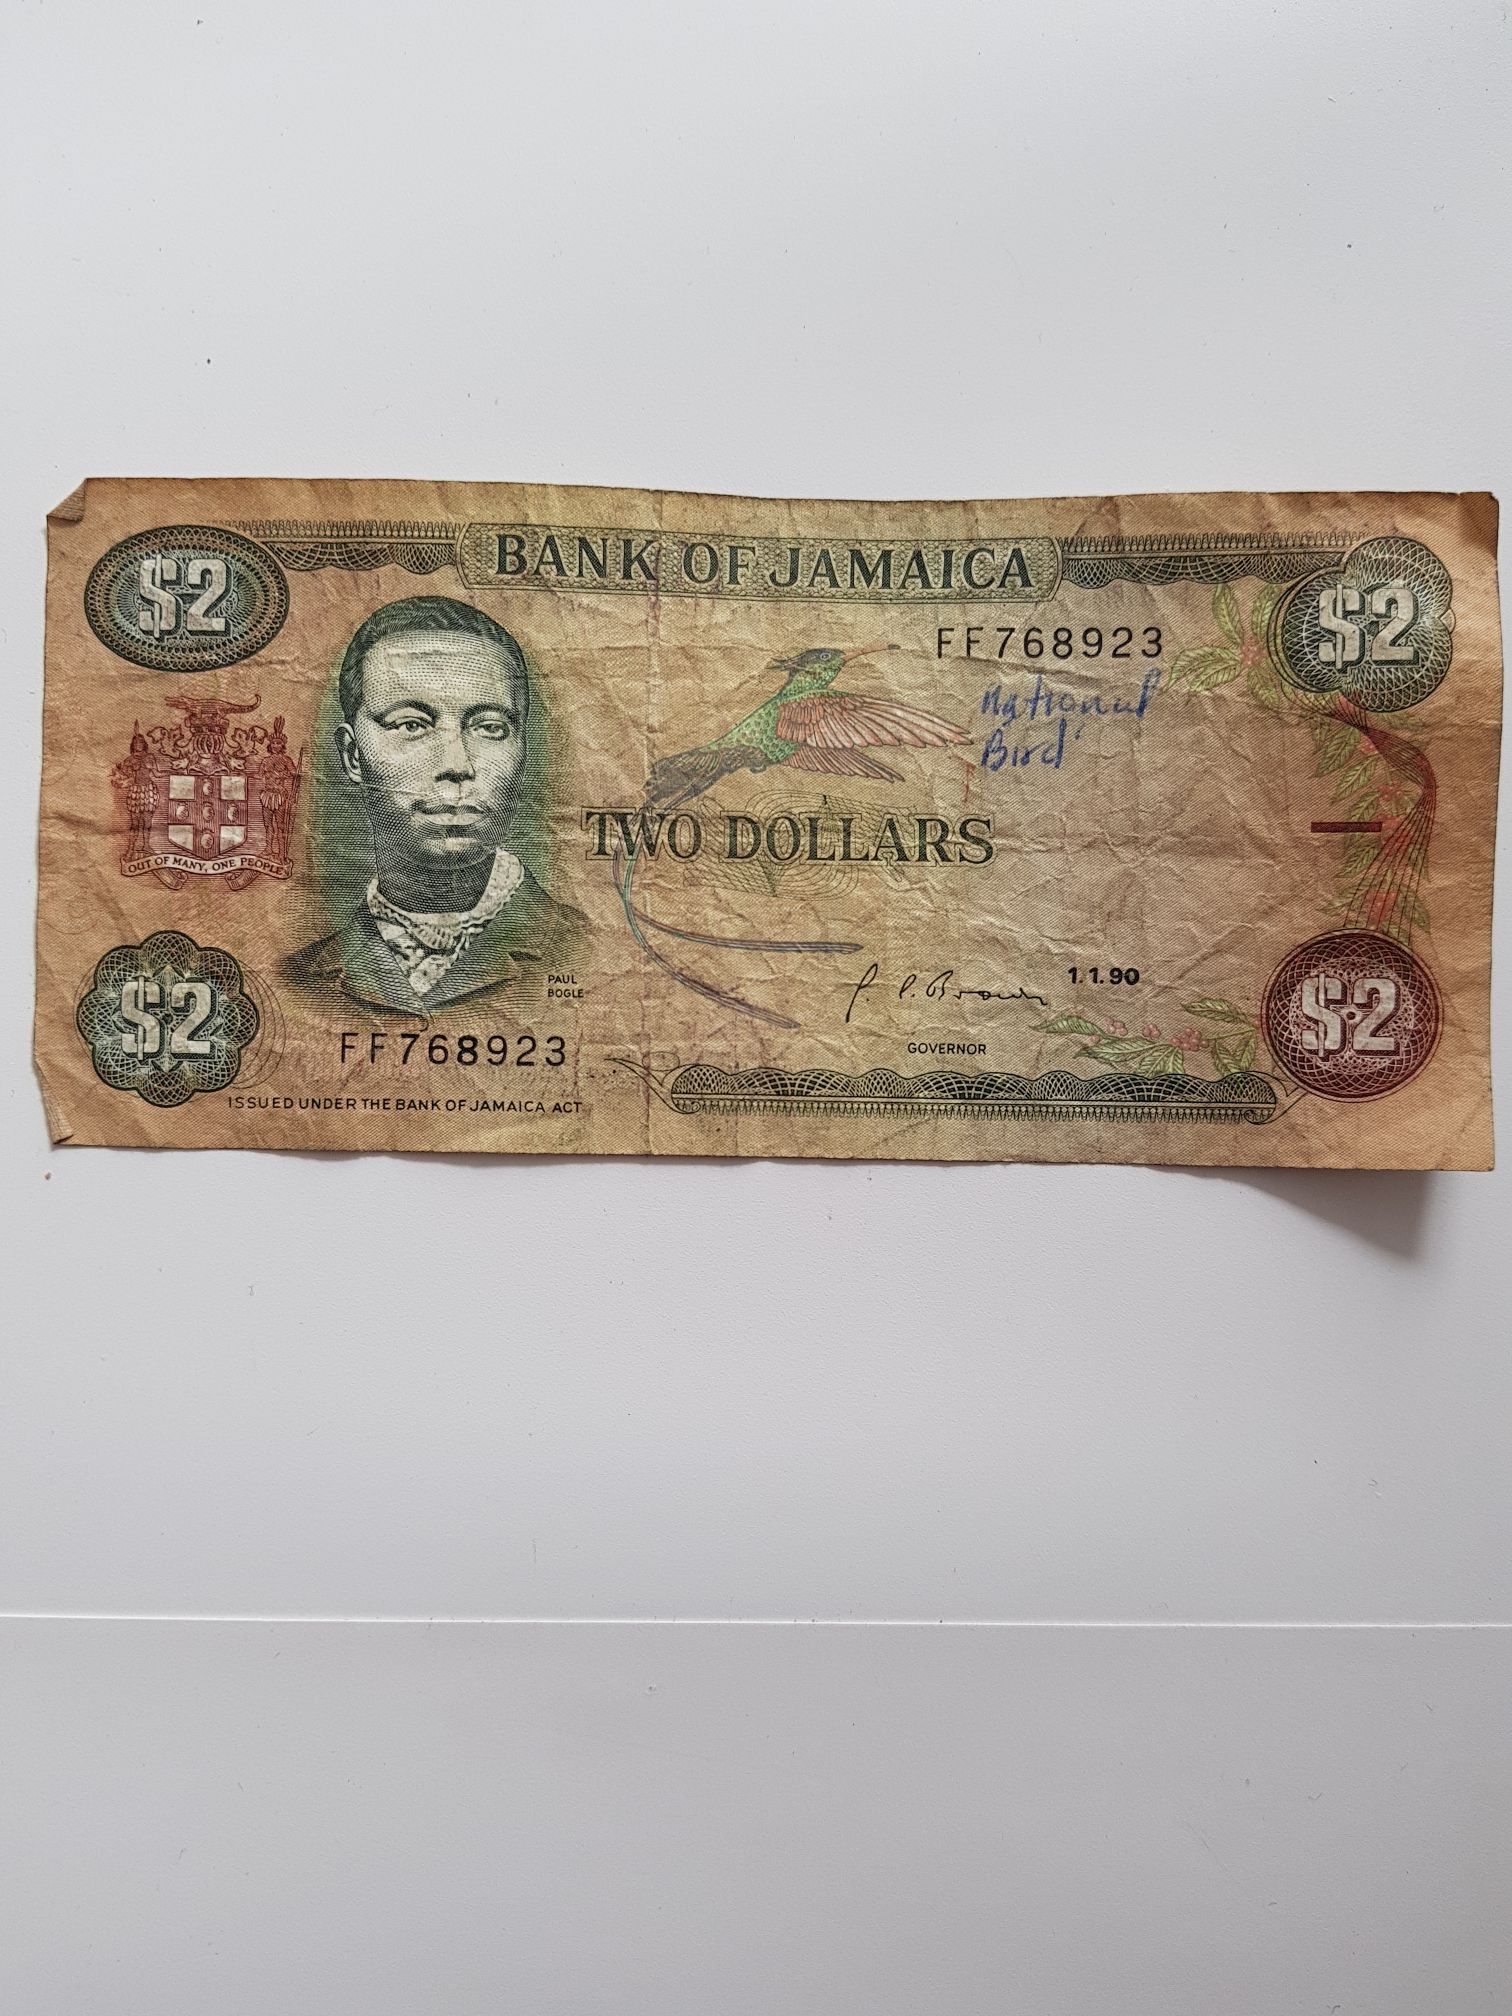 BANK OF JAMAICA
$2
$2
FF768923
National
Bird
OUT OF MANY, ONE PEOPLE
TWO DOLLARS
PAUL
BOGLE
P. P. Brown
1.1.90
$2
$2
FF768923
GOVERNOR
ISSUED UNDER THE BANK OF JAMAICA ACT